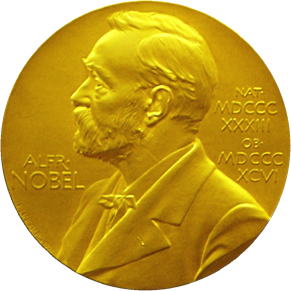 ALFR·
NOBEL
NAT·
MDCCC
XXXIII
OB·
MDCCC
XCVI